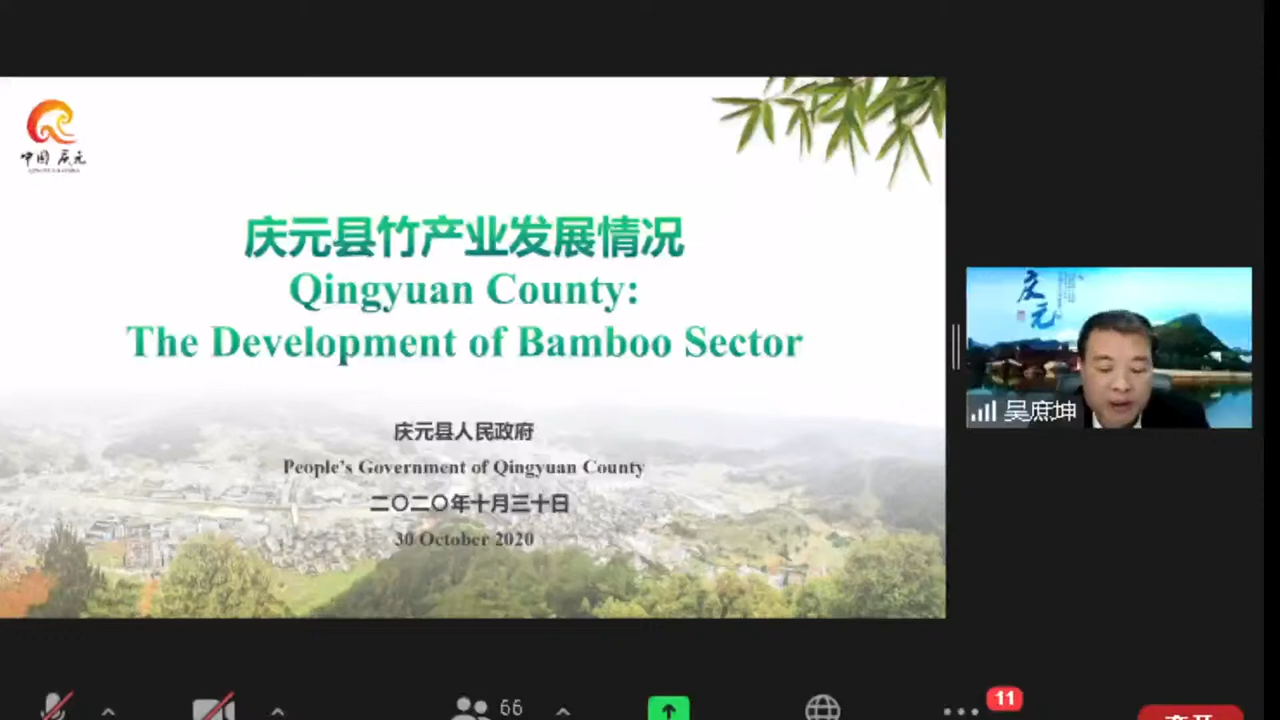 中国 庆元
庆元县竹产业发展情况
Qingyuan County:
The Development of Bamboo Sector
庆元县人民政府
People's Government of Qingyuan County
二〇二〇年十月三十日
30 October 2020
庆元
吴庶坤
66
11
离开